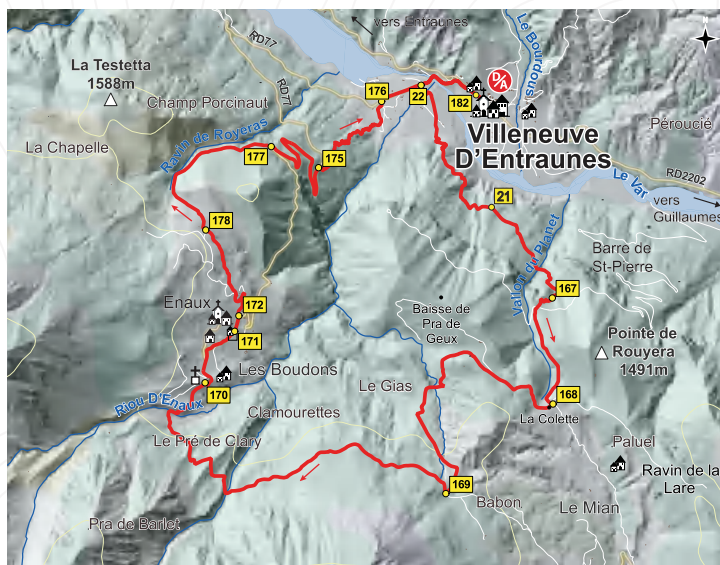 vers Entraunes
Le Bourdous
N
RD77
La Testetta
1588m
RD77
176
22
182
D/A
Champ Porcinaut
Villeneuve
D'Entraunes
Péroucié
La Chapelle
Ravin de Royeras
177
175
RD2202
Le Var
vers
Guillaumes
21
178
Vallon du Planet
Barre de
St-Pierre
167
Enaux
172
Baisse de
Pra de
Geux
171
Pointe de
Rouyera
1491m
Les Boudons
170
Le Gias
168
Riou D'Enaux
Clamourettes
La Colette
Le Pré de Clary
Paluel
169
Ravin de la
Lare
Babon
Le Mian
Pra de Barlet